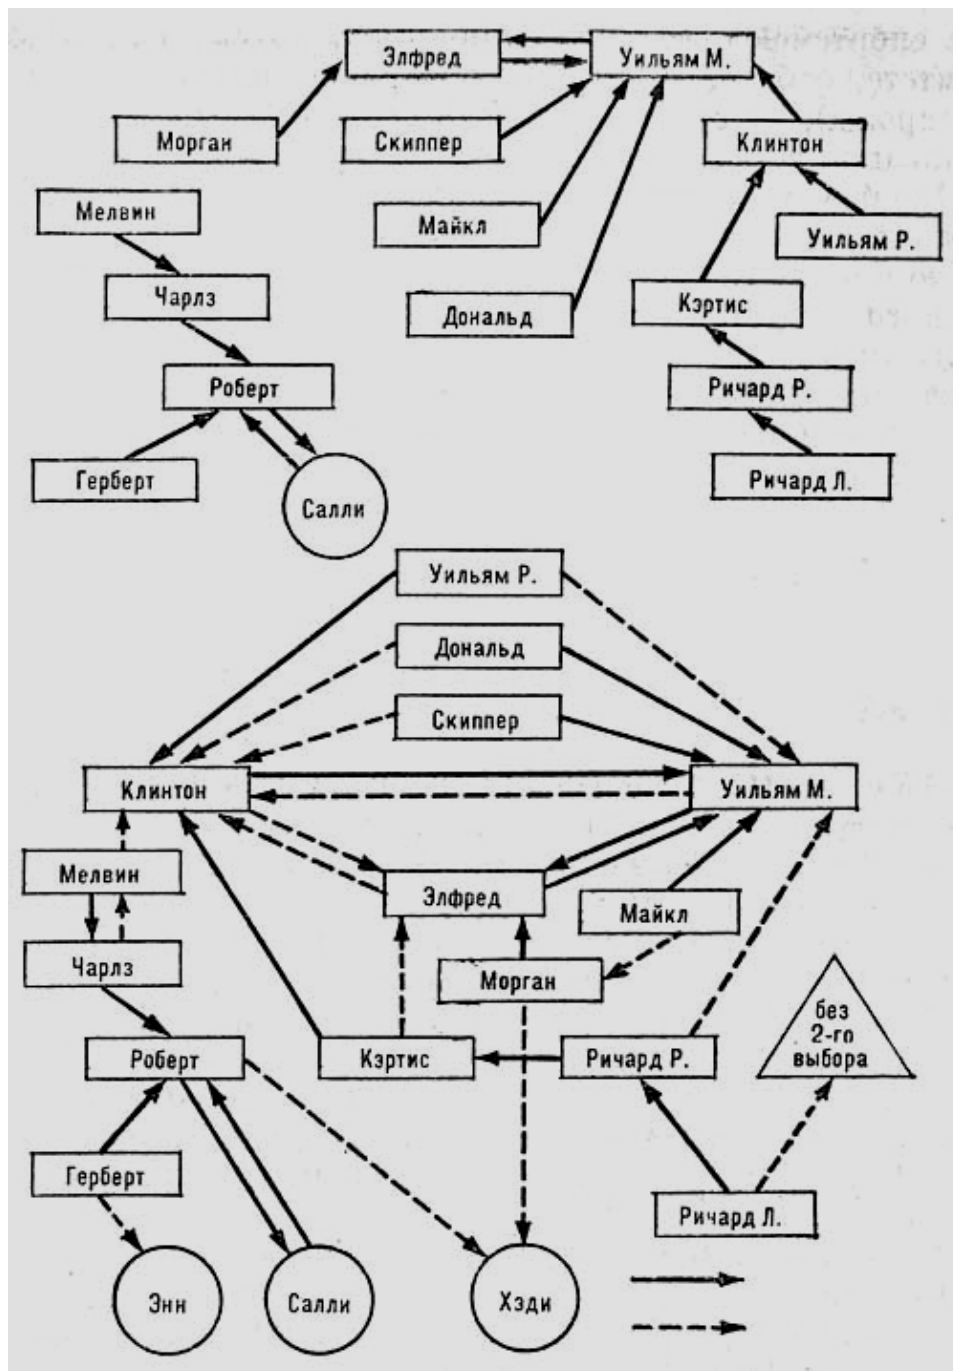 Элфред
Уильям М.
Морган
Скиппер
Клинтон
Мелвин
Майкл
Уильям Р.
Чарлз
Дональд
Кэртис
Роберт
Ричард Р.
Герберт
Салли
Ричард Л.
Уильям Р.
Дональд
Скиппер
Клинтон
Уильям М.
Мелвин
Элфред
Майкл
Чарлз
Морган
без
2-го
выбора
Роберт
Кэртис
Ричард Р.
Герберт
Ричард Л.
Энн
Салли
Хэди